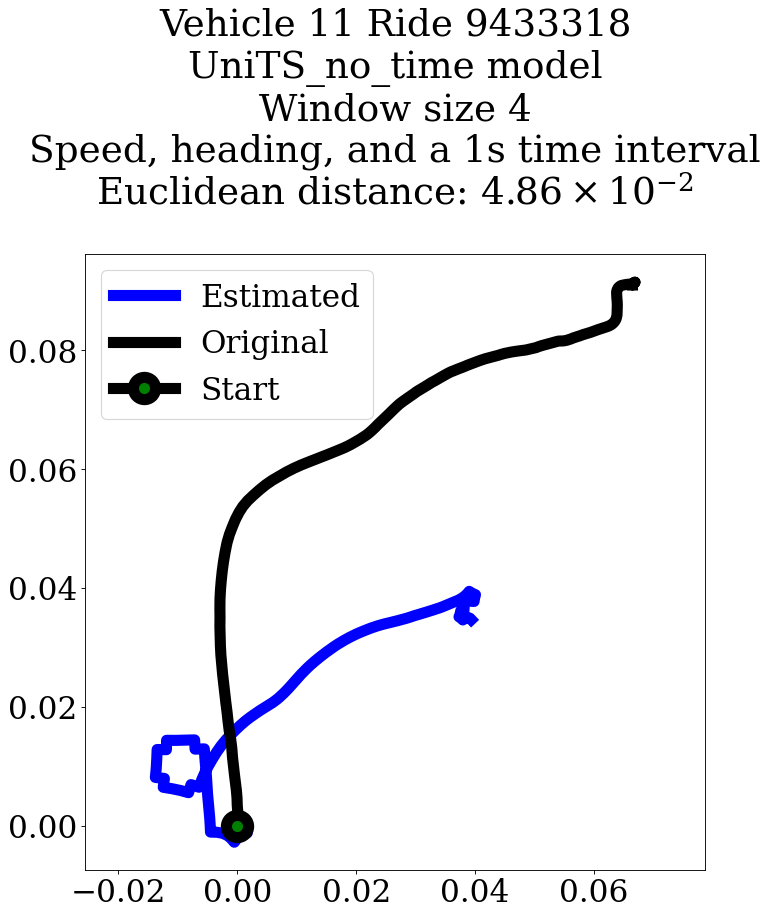 Vehicle 11 Ride 9433318
UniTS_no_time model
Window size 4
Speed, heading, and a 1s time interval
Euclidean distance: 4.86 × 10⁻²
Estimated
Original
Start
0.08
0.06
0.04
0.02
0.00
−0.02 0.00 0.02 0.04 0.06